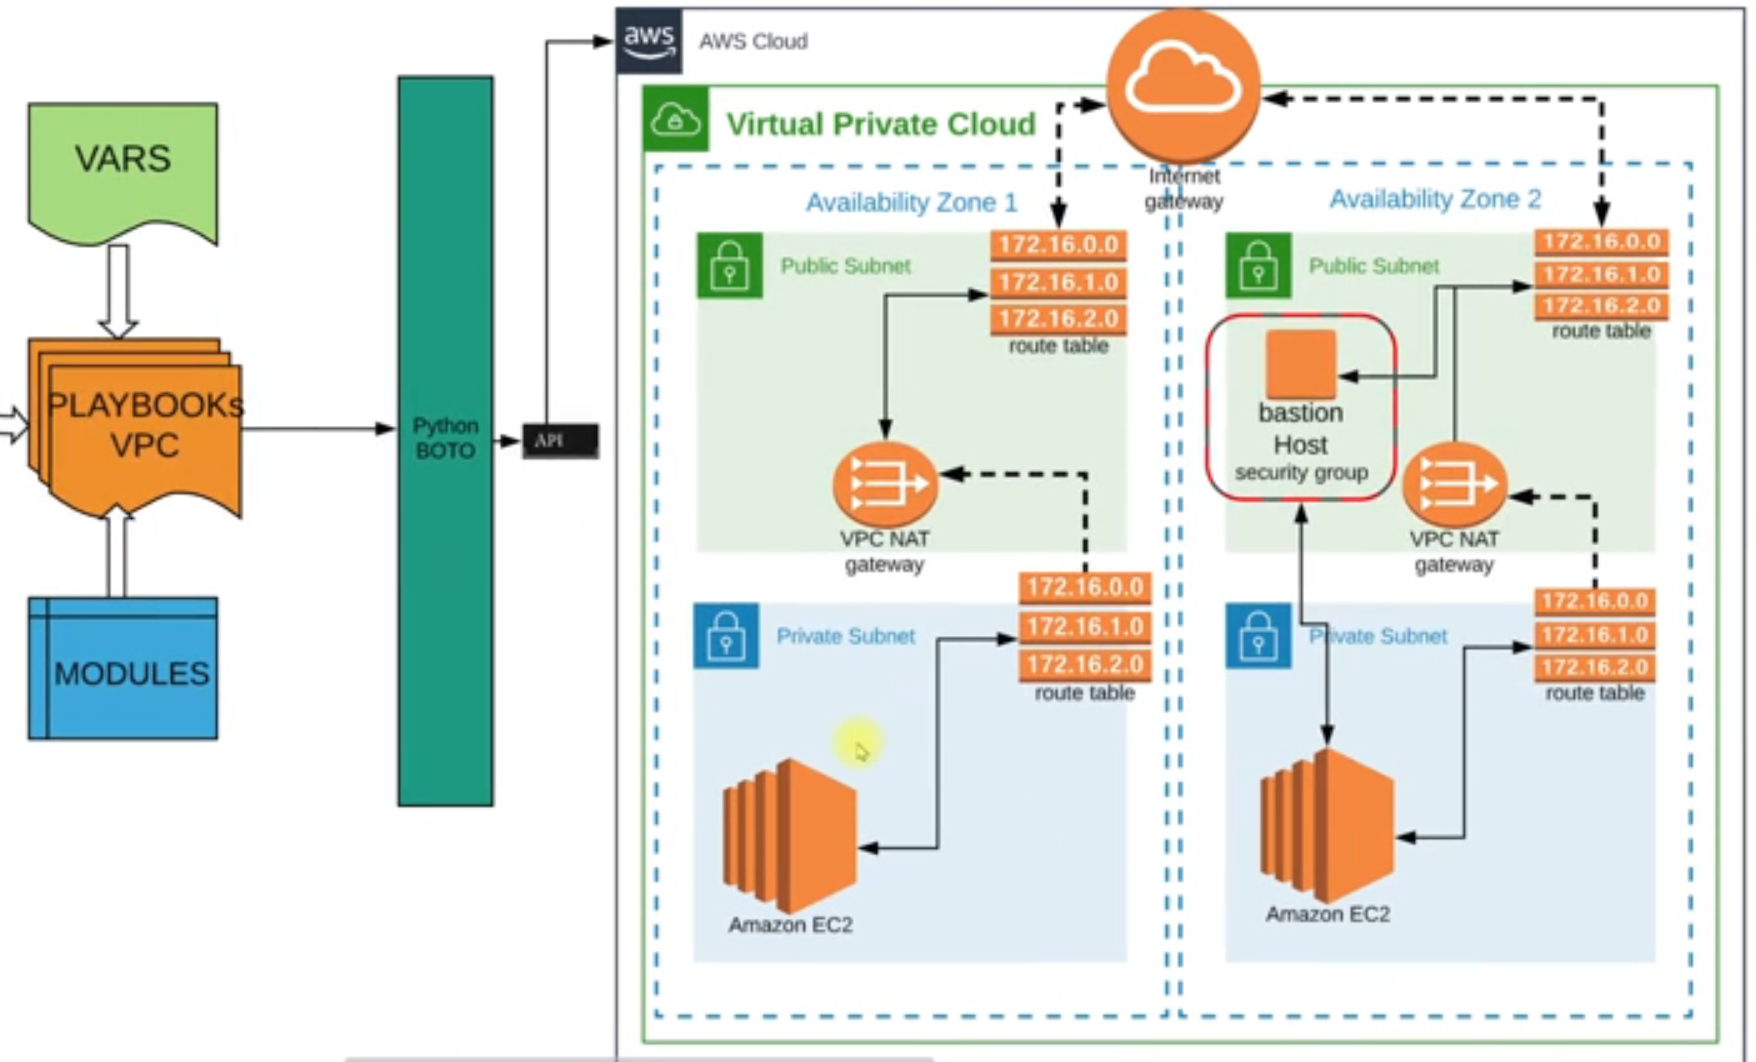 VARS
PLAYBOOKs
VPC
MODULES
Python
BOTO
API
aws
AWS Cloud
Virtual Private Cloud
Internet
gateway
Availability Zone 1
Public Subnet
172.16.0.0
172.16.1.0
172.16.2.0
route table
VPC NAT
gateway
Private Subnet
172.16.0.0
172.16.1.0
172.16.2.0
route table
Amazon EC2
Availability Zone 2
Public Subnet
172.16.0.0
172.16.1.0
172.16.2.0
route table
bastion
Host
security group
VPC NAT
gateway
Private Subnet
172.16.0.0
172.16.1.0
172.16.2.0
route table
Amazon EC2